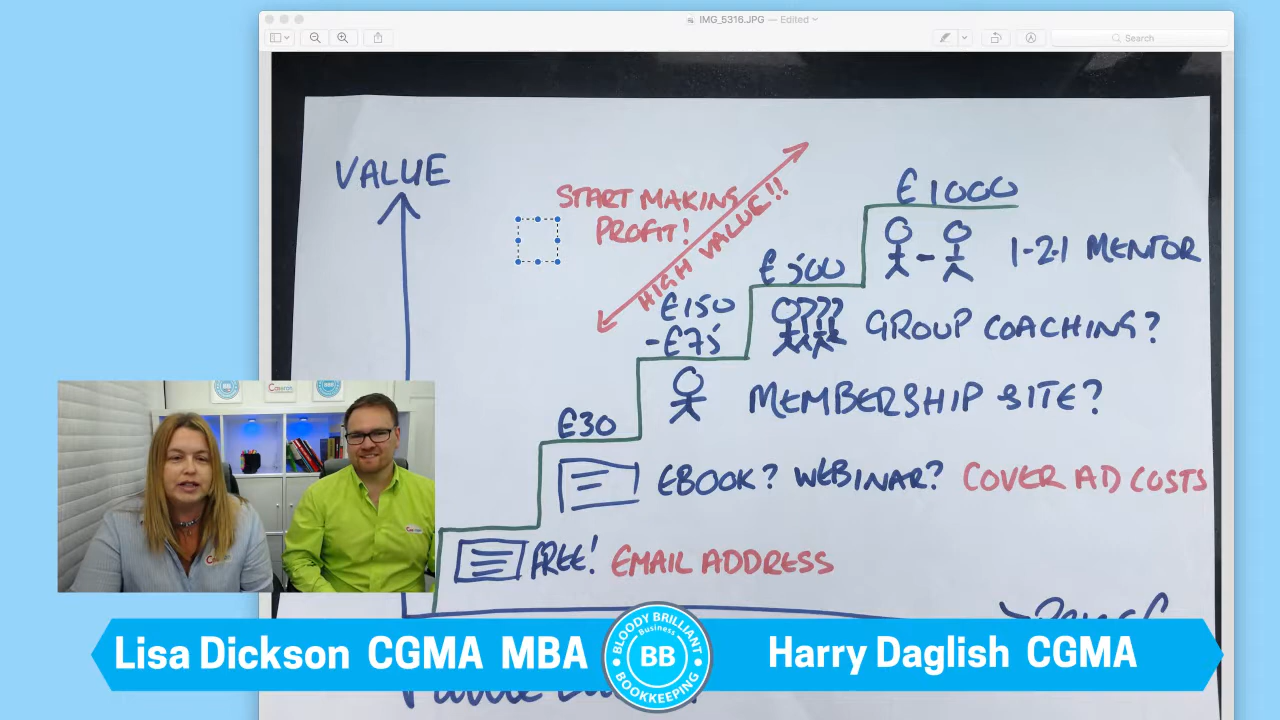 IMG_5316.JPG — Edited
Search
VALUE
START MAKING
PROFIT!
HIGH VALUE!!
£1000
1-2-1 MENTOR
£500
GROUP COACHING?
£150
-£75
MEMBERSHIP SITE?
£30
EBOOK? WEBINAR? COVER AD COSTS
FREE! EMAIL ADDRESS
Lisa Dickson CGMA MBA
BLOODY BRILLIANT
Business
BB
BOOKKEEPING
Harry Daglish CGMA